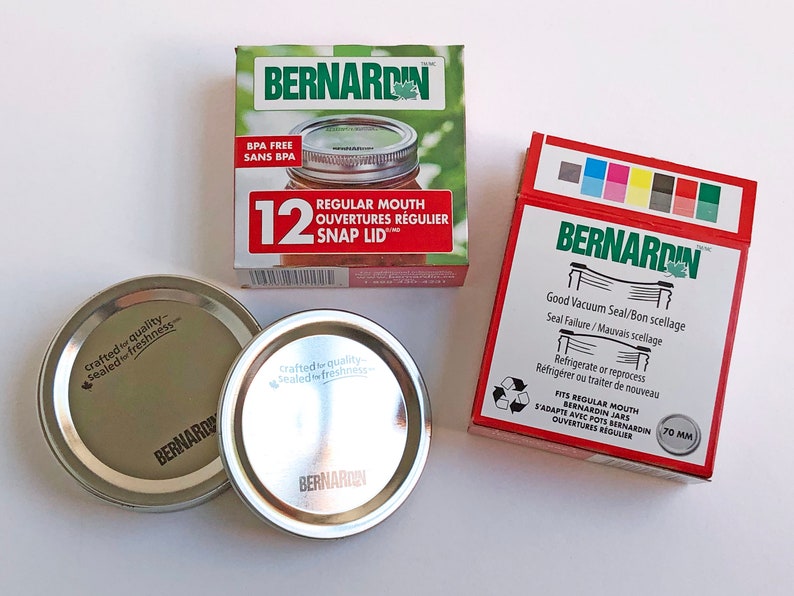 BERNARDIN TM/MC
BPA FREE
SANS BPA
12 REGULAR MOUTH
OUVERTURES RÉGULIER
SNAP LID®/MD
BERNARDIN TM/MC
Good Vacuum Seal/Bon scellage
Seal Failure / Mauvais scellage
Refrigerate or reprocess
Réfrigérer ou traiter de nouveau
FITS REGULAR MOUTH
BERNARDIN JARS
S'ADAPTE AVEC POTS BERNARDIN
OUVERTURES RÉGULIER
70 MM
crafted for quality–
sealed for freshness
BERNARDIN
crafted for quality–
sealed for freshness
BERNARDIN
BERNARDIN